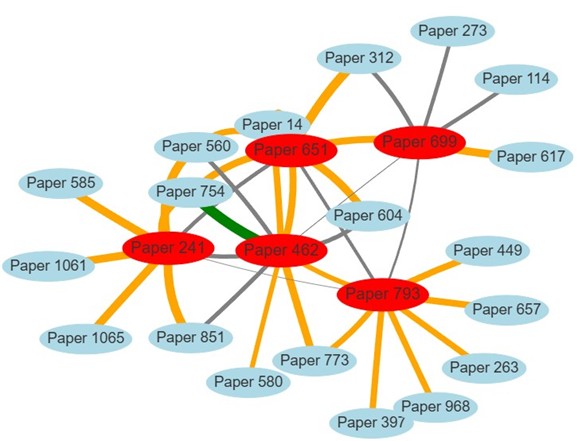 Paper 273
Paper 312
Paper 114
Paper 14
Paper 699
Paper 560
Paper 651
Paper 617
Paper 585
Paper 754
Paper 604
Paper 241
Paper 462
Paper 449
Paper 1061
Paper 793
Paper 657
Paper 1065
Paper 851
Paper 773
Paper 263
Paper 580
Paper 968
Paper 397